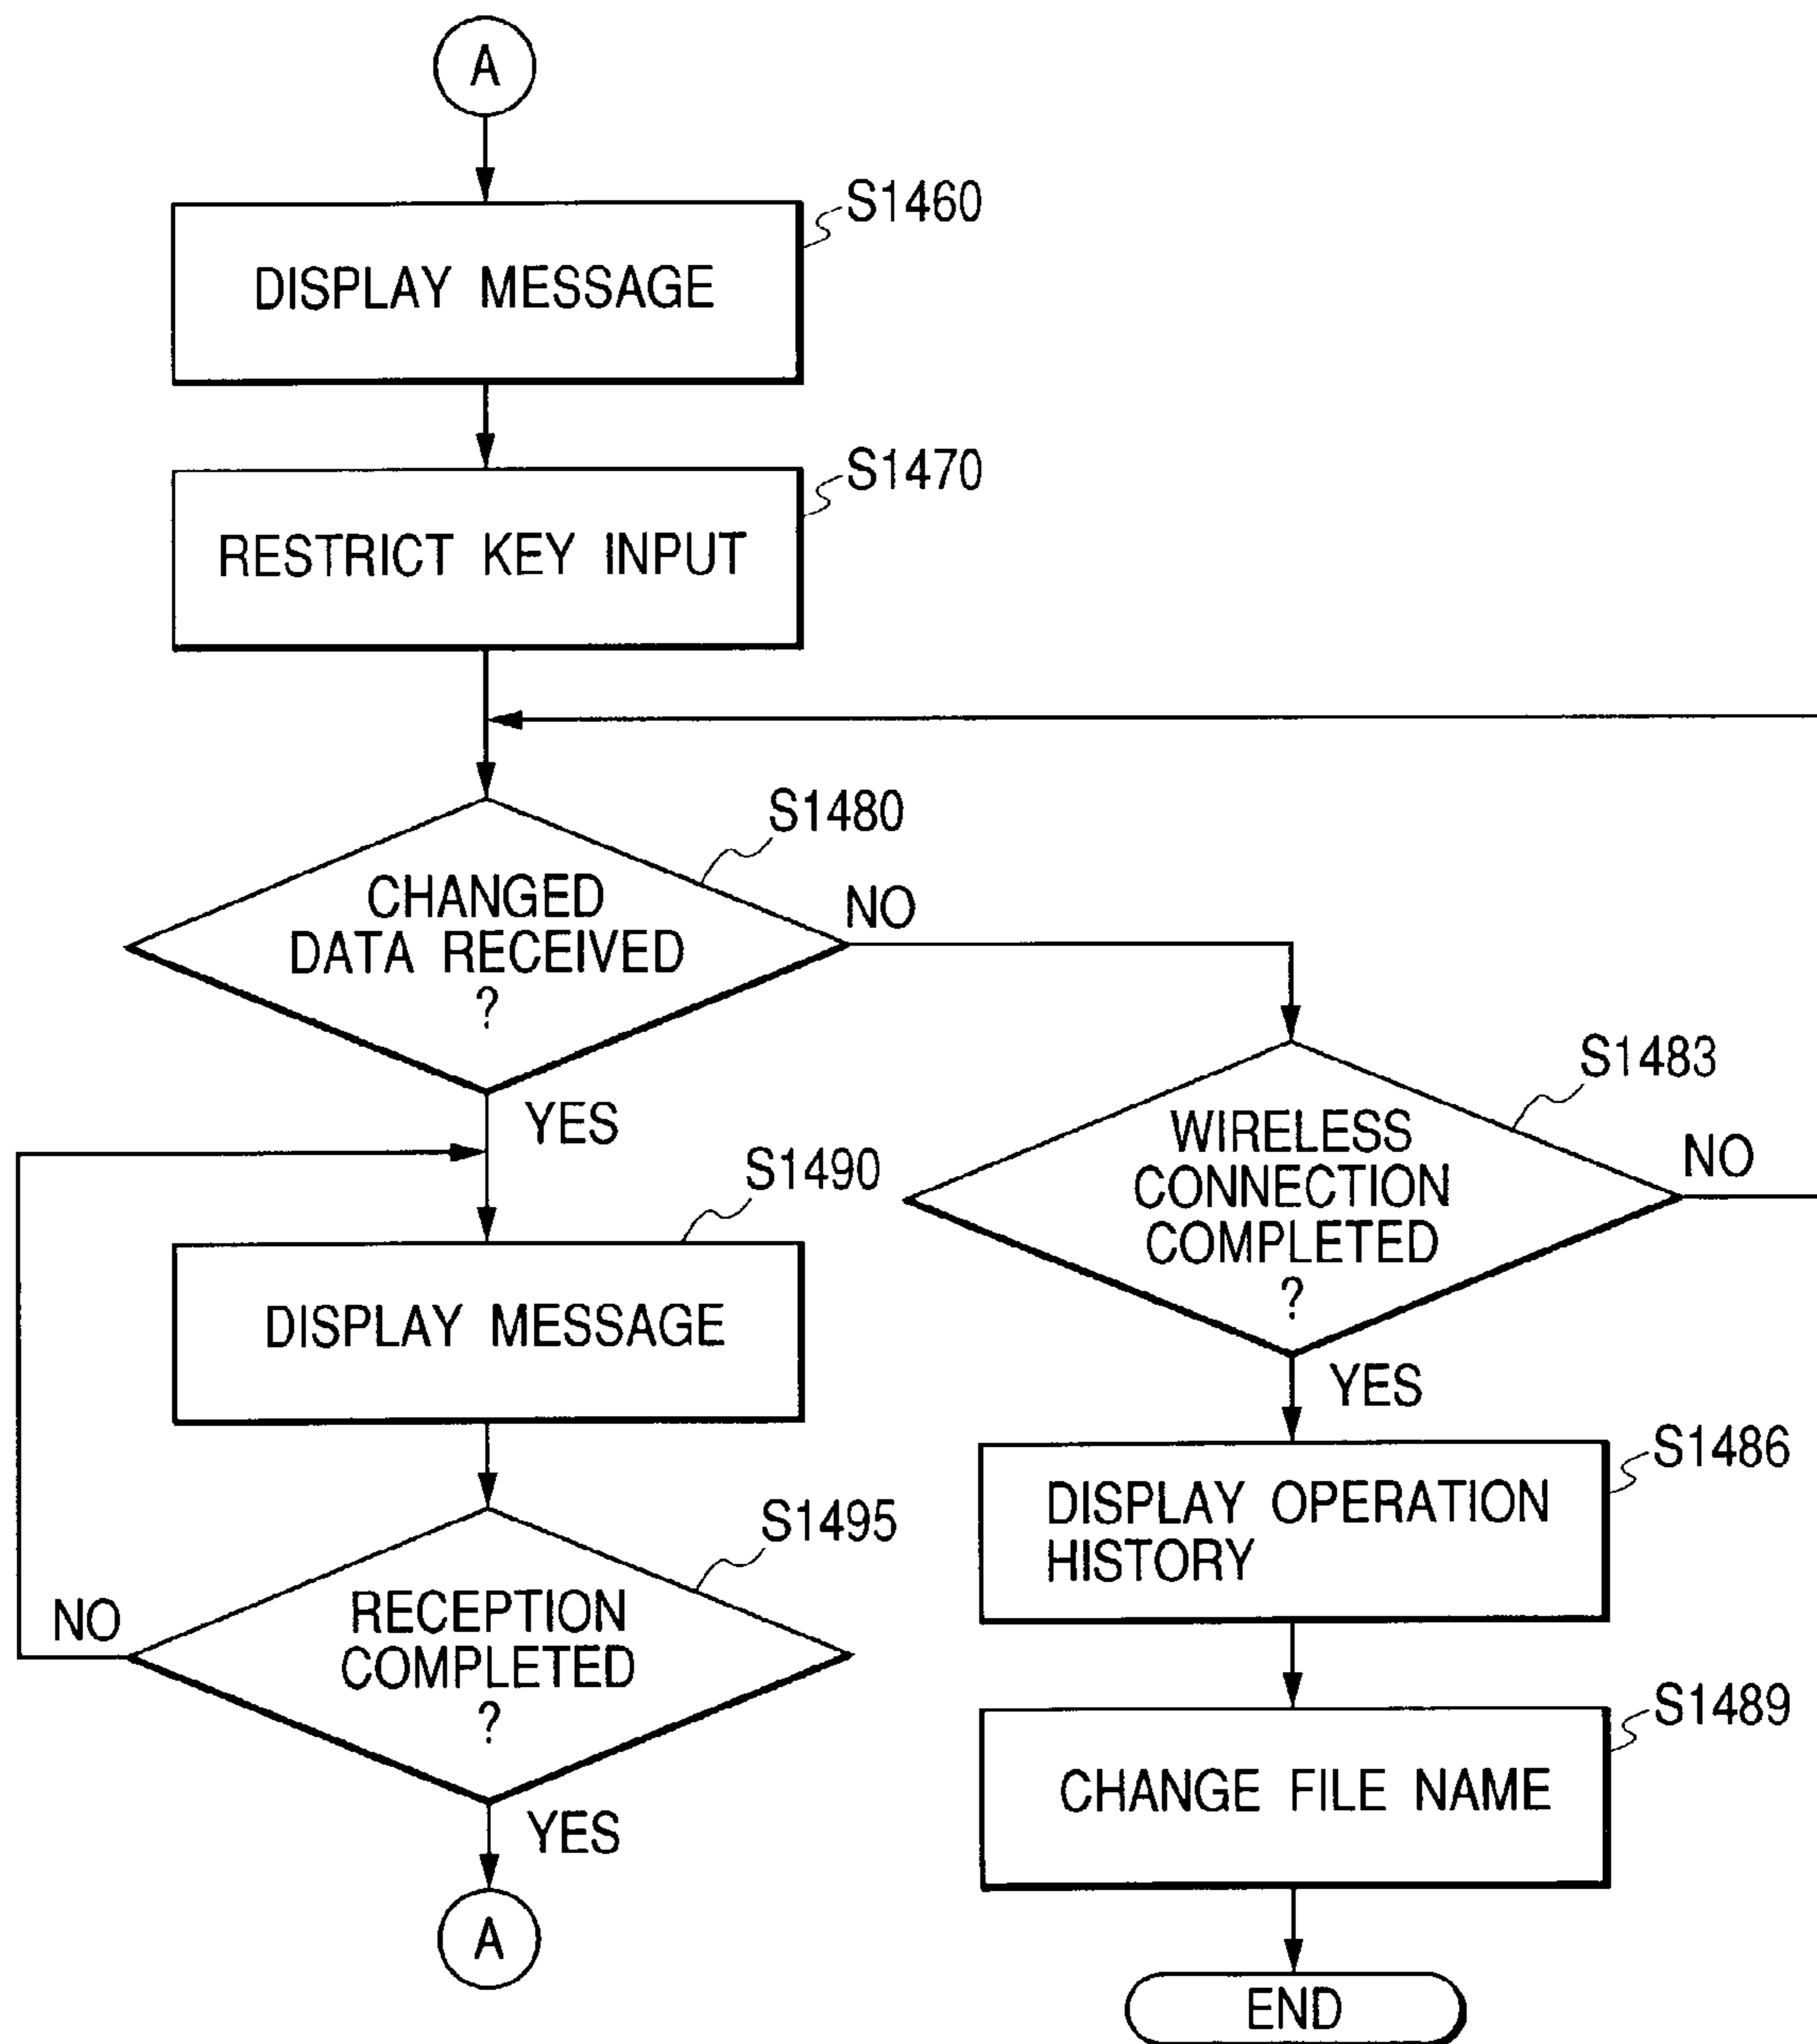 A
S1460
DISPLAY MESSAGE
S1470
RESTRICT KEY INPUT
S1480
CHANGED
DATA RECEIVED
?
NO
YES
S1483
WIRELESS
CONNECTION
COMPLETED
?
NO
YES
S1490
DISPLAY MESSAGE
S1486
DISPLAY OPERATION
HISTORY
S1495
RECEPTION
COMPLETED
?
NO
YES
S1489
CHANGE FILE NAME
A
END